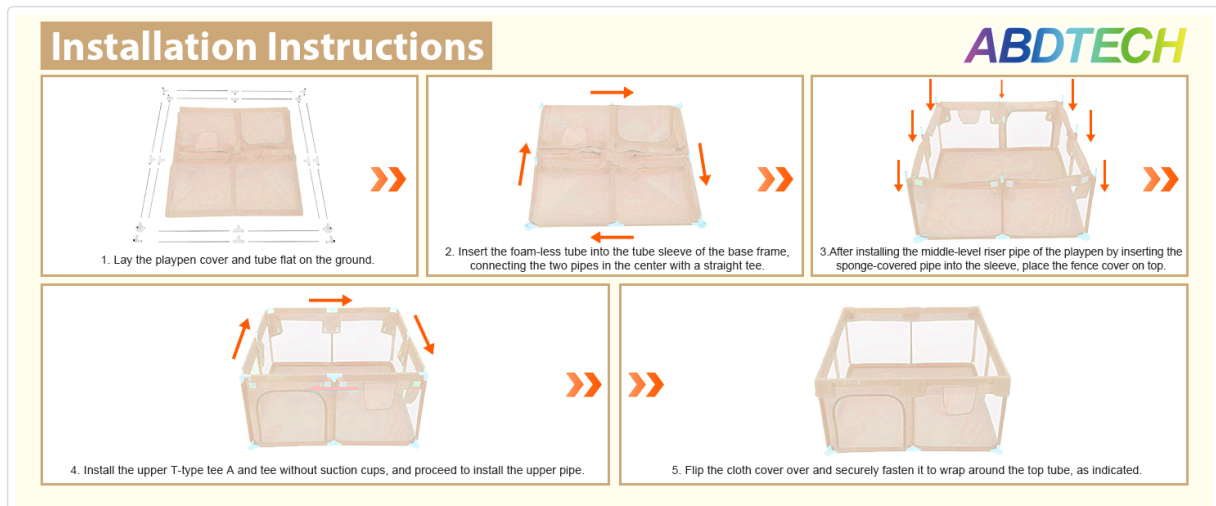 Installation Instructions
ABDTECH
1. Lay the playpen cover and tube flat on the ground.
2. Insert the foam-less tube into the tube sleeve of the base frame,
connecting the two pipes in the center with a straight tee.
3.After installing the middle-level riser pipe of the playpen by inserting the
sponge-covered pipe into the sleeve, place the fence cover on top.
4. Install the upper T-type tee A and tee without suction cups, and proceed to install the upper pipe.
5. Flip the cloth cover over and securely fasten it to wrap around the top tube, as indicated.